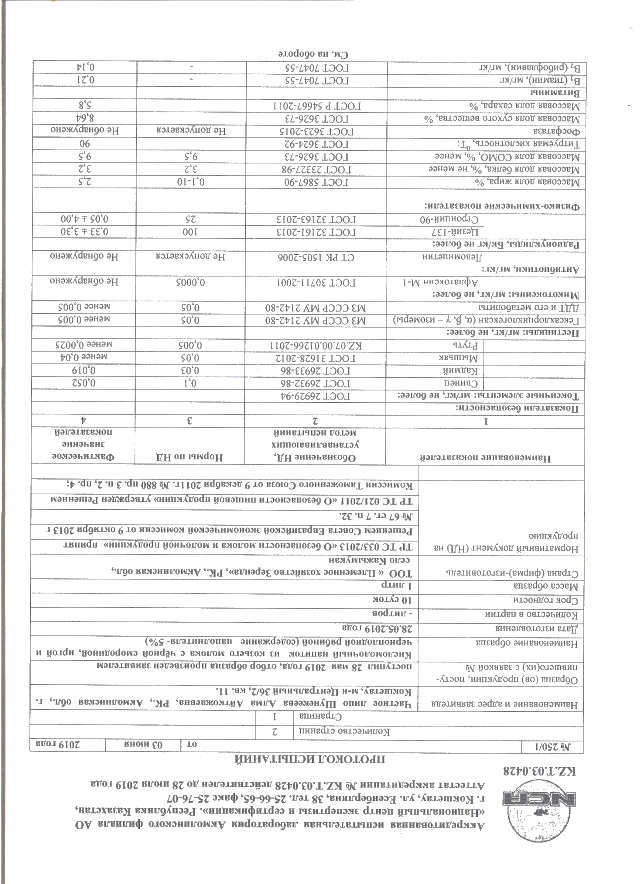 Аккредитованная испытательная лаборатория Акмолинского филиала АО
«Национальный центр экспертизы и сертификации». Республика Казахстан,
г. Кокшетау, ул. Есенберлина, 38 тел. 25-66-65, факс 25-76-07
Аттестат аккредитации № KZ.T.03.0428 действителен до 28 июля 2019 года
NCA
KZ.T.03.0428
ПРОТОКОЛ ИСПЫТАНИЙ
№ 250/1 от 03 июня 2019 года
Количество страниц 2
Страница 1
Наименование и адрес заявителя Частное лицо Шунекеева Алма Айткожаевна, РК., Акмолинская обл., г.
Кокшетау, м-н Центральный 36/2, кв. 11.
Образца (ов) продукции, посту- поступил 28 мая 2019 года, отбор образца произведен заявителем
пившего(их) с заявкой №
Наименование образца Кисломолочный напиток из козьего молока с чёрной смородиной, иргой и
черноплодной рябиной (содержание наполнителя- 5%)
Дата изготовления 28.05.2019 года
Количество в партии - литров
Срок годности 10 суток
Масса образца 1 литр
Страна (фирма)-изготовитель ТОО « Племенное хозяйство Зеренда», РК., Акмолинская обл.,
село Кажымукан
Нормативный документ (НД) на ТР ТС 033/2013 «О безопасности молока и молочной продукции» принят
продукцию Решением Совета Евразийской экономической комиссии от 9 октября 2013 г
№ 67 ст. 7 п. 32.
ТР ТС 021/2011 «О безопасности пищевой продукции» утвержден Решением
Комиссии Таможенного Союза от 9 декабря 2011г. № 880 пр. 3 п. 2, пр. 4;
Наименование показателей Обозначение НД, устанавливающих метод испытаний Нормы по НД Фактическое значение показателей
1 2 3 4
Показатели безопасности:
Токсичные элементы: мг/кг, не более: ГОСТ 26929-94
Свинец ГОСТ 26932-86 0,1 0,052
Кадмий ГОСТ 26933-86 0,03 0,019
Мышьяк ГОСТ 31628-2012 0,05 менее 0,04
Ртуть KZ.07.00.01266-2011 0,005 менее 0,0025
Пестициды: мг/кг, не более:
Гексахлорциклогексан (α, β, γ – изомеры) МЗ СССР МУ 2142-80 0,05 менее 0,005
ДДТ и его метаболиты МЗ СССР МУ 2142-80 0,05 менее 0,005
Микотоксины: мг/кг, не более:
Афлатоксин М-1 ГОСТ 30711-2001 0,0005 Не обнаружено
Антибиотики, мг/кг:
Левомицетин СТ РК 1505-2006 Не допускается Не обнаружено
Радионуклиды, Бк/кг не более:
Цезий-137 ГОСТ 32161-2013 100 0,33 ± 3,30
Стронций-90 ГОСТ 32163-2013 25 0,05 ± 4,00
Физико-химические показатели:
Массовая доля жира, % ГОСТ 5867-90 0,1-10 2,5
Массовая доля белка, %, не менее ГОСТ 23327-98 3,2 3,2
Массовая доля СОМО, %, менее ГОСТ 3626-73 9,5 9,5
Титруемая кислотность, ⁰Т: ГОСТ 3624-92 90
Фосфатаза ГОСТ 3623-2015 Не допускается Не обнаружено
Массовая доля сухого вещества, % ГОСТ 3626-73 8,64
Массовая доля сахара, % ГОСТ Р 54667-2011 5,8
Витамины
В₁ (тиамин), мг/кг ГОСТ 7047-55 - 0,21
В₂ (рибофлавин), мг/кг ГОСТ 7047-55 - 0,14
См. на обороте